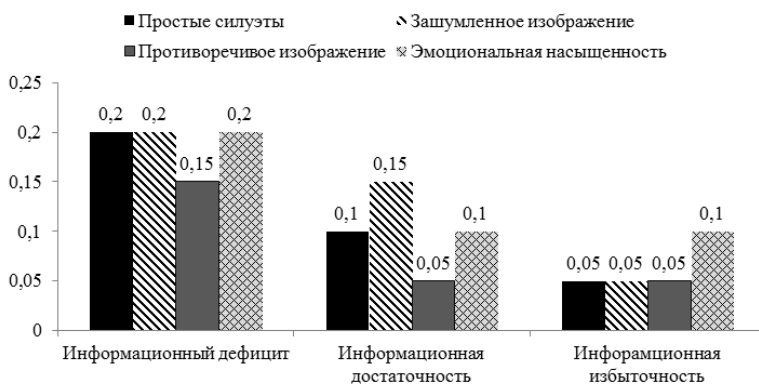 Простые силуэты Зашумленное изображение
Противоречивое изображение Эмоциональная насыщенность
0,25
0,2
0,15
0,1
0,05
0
0,2 0,2 0,15 0,2
0,1 0,15 0,05 0,1
0,05 0,05 0,05 0,1
Информационный дефицит
Информационная
достаточность
Инфорамционная
избыточность